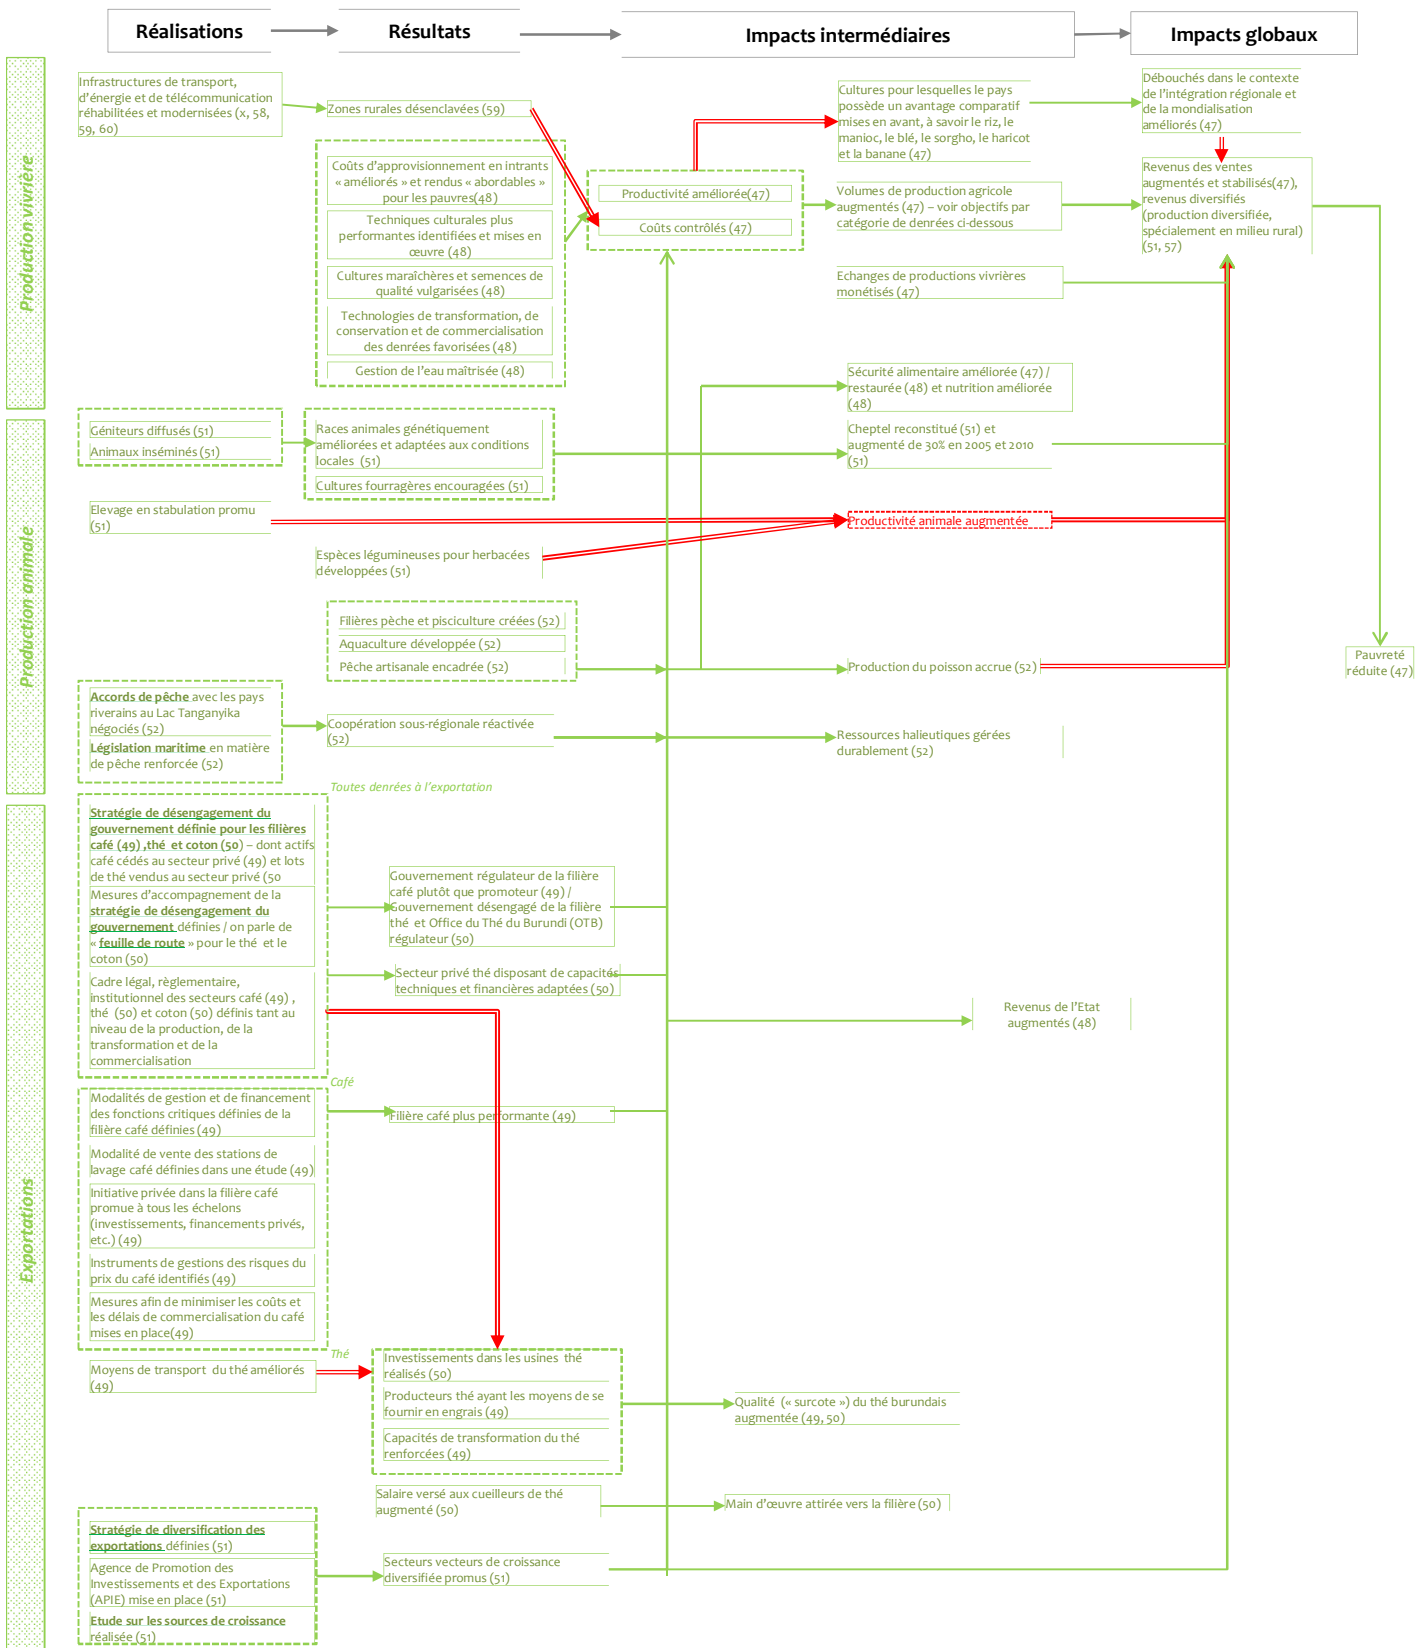 Réalisations
Résultats
Impacts intermédiaires
Impacts globaux
Production vivrière
Infrastructures de transport,
d'énergie et de télécommunication
réhabilitées et modernisées (x, 58,
59, 60)
Zones rurales désenclavées (59)
Coûts d'approvisionnement en intrants
« améliorés » et rendus « abordables »
pour les pauvres(48)
Techniques culturales plus
performantes identifiées et mises en
œuvre (48)
Cultures maraîchères et semences de
qualité vulgarisées (48)
Technologies de transformation, de
conservation et de commercialisation
des denrées favorisées (48)
Gestion de l'eau maîtrisée (48)
Productivité améliorée(47)
Coûts contrôlés (47)
Cultures pour lesquelles le pays
possède un avantage comparatif
mises en avant, à savoir le riz, le
manioc, le blé, le sorgho, le haricot
et la banane (47)
Volumes de production agricole
augmentés (47) – voir objectifs par
catégorie de denrées ci-dessous
Echanges de productions vivrières
monétisés (47)
Sécurité alimentaire améliorée (47) /
restaurée (48) et nutrition améliorée
(48)
Débouchés dans le contexte
de l'intégration régionale et
de la mondialisation
améliorés (47)
Revenus des ventes
augmentés et stabilisés(47),
revenus diversifiés
(production diversifiée,
spécialement en milieu rural)
(51, 57)
Production animale
Géniteurs diffusés (51)
Animaux inséminés (51)
Races animales génétiquement
améliorées et adaptées aux conditions
locales (51)
Cultures fourragères encouragées (51)
Cheptel reconstitué (51) et
augmenté de 30% en 2005 et 2010
(51)
Elevage en stabulation promu
(51)
Productivité animale augmentée
Espèces légumineuses pour herbacées
développées (51)
Filières pèche et pisciculture créées (52)
Aquaculture développée (52)
Pêche artisanale encadrée (52)
Production du poisson accrue (52)
Pauvreté
réduite (47)
Accords de pêche avec les pays
riverains au Lac Tanganyika
négociés (52)
Législation maritime en matière
de pêche renforcée (52)
Coopération sous-régionale réactivée
(52)
Ressources halieutiques gérées
durablement (52)
Exportations
Toutes denrées à l'exportation
Stratégie de désengagement du
gouvernement définie pour les filières
café (49) ,thé et coton (50) – dont actifs
café cédés au secteur privé (49) et lots
de thé vendus au secteur privé (50
Mesures d'accompagnement de la
stratégie de désengagement du
gouvernement définies / on parle de
« feuille de route » pour le thé et le
coton (50)
Cadre légal, règlementaire,
institutionnel des secteurs café (49) ,
thé (50) et coton (50) définis tant au
niveau de la production, de la
transformation et de la
commercialisation
Gouvernement régulateur de la filière
café plutôt que promoteur (49) /
Gouvernement désengagé de la filière
thé et Office du Thé du Burundi (OTB)
régulateur (50)
Secteur privé thé disposant de capacités
techniques et financières adaptées (50)
Revenus de l'Etat
augmentés (48)
Café
Modalités de gestion et de financement
des fonctions critiques définies de la
filière café définies (49)
Modalité de vente des stations de
lavage café définies dans une étude (49)
Initiative privée dans la filière café
promue à tous les échelons
(investissements, financements privés,
etc.) (49)
Instruments de gestions des risques du
prix du café identifiés (49)
Mesures afin de minimiser les coûts et
les délais de commercialisation du café
mises en place(49)
Filière café plus performante (49)
Thé
Moyens de transport du thé améliorés
(49)
Investissements dans les usines thé
réalisés (50)
Producteurs thé ayant les moyens de se
fournir en engrais (49)
Capacités de transformation du thé
renforcées (49)
Qualité (« surcote ») du thé burundais
augmentée (49, 50)
Salaire versé aux cueilleurs de thé
augmenté (50)
Main d'œuvre attirée vers la filière (50)
Stratégie de diversification des
exportations définies (51)
Agence de Promotion des
Investissements et des Exportations
(APIE) mise en place (51)
Etude sur les sources de croissance
réalisée (51)
Secteurs vecteurs de croissance
diversifiée promus (51)